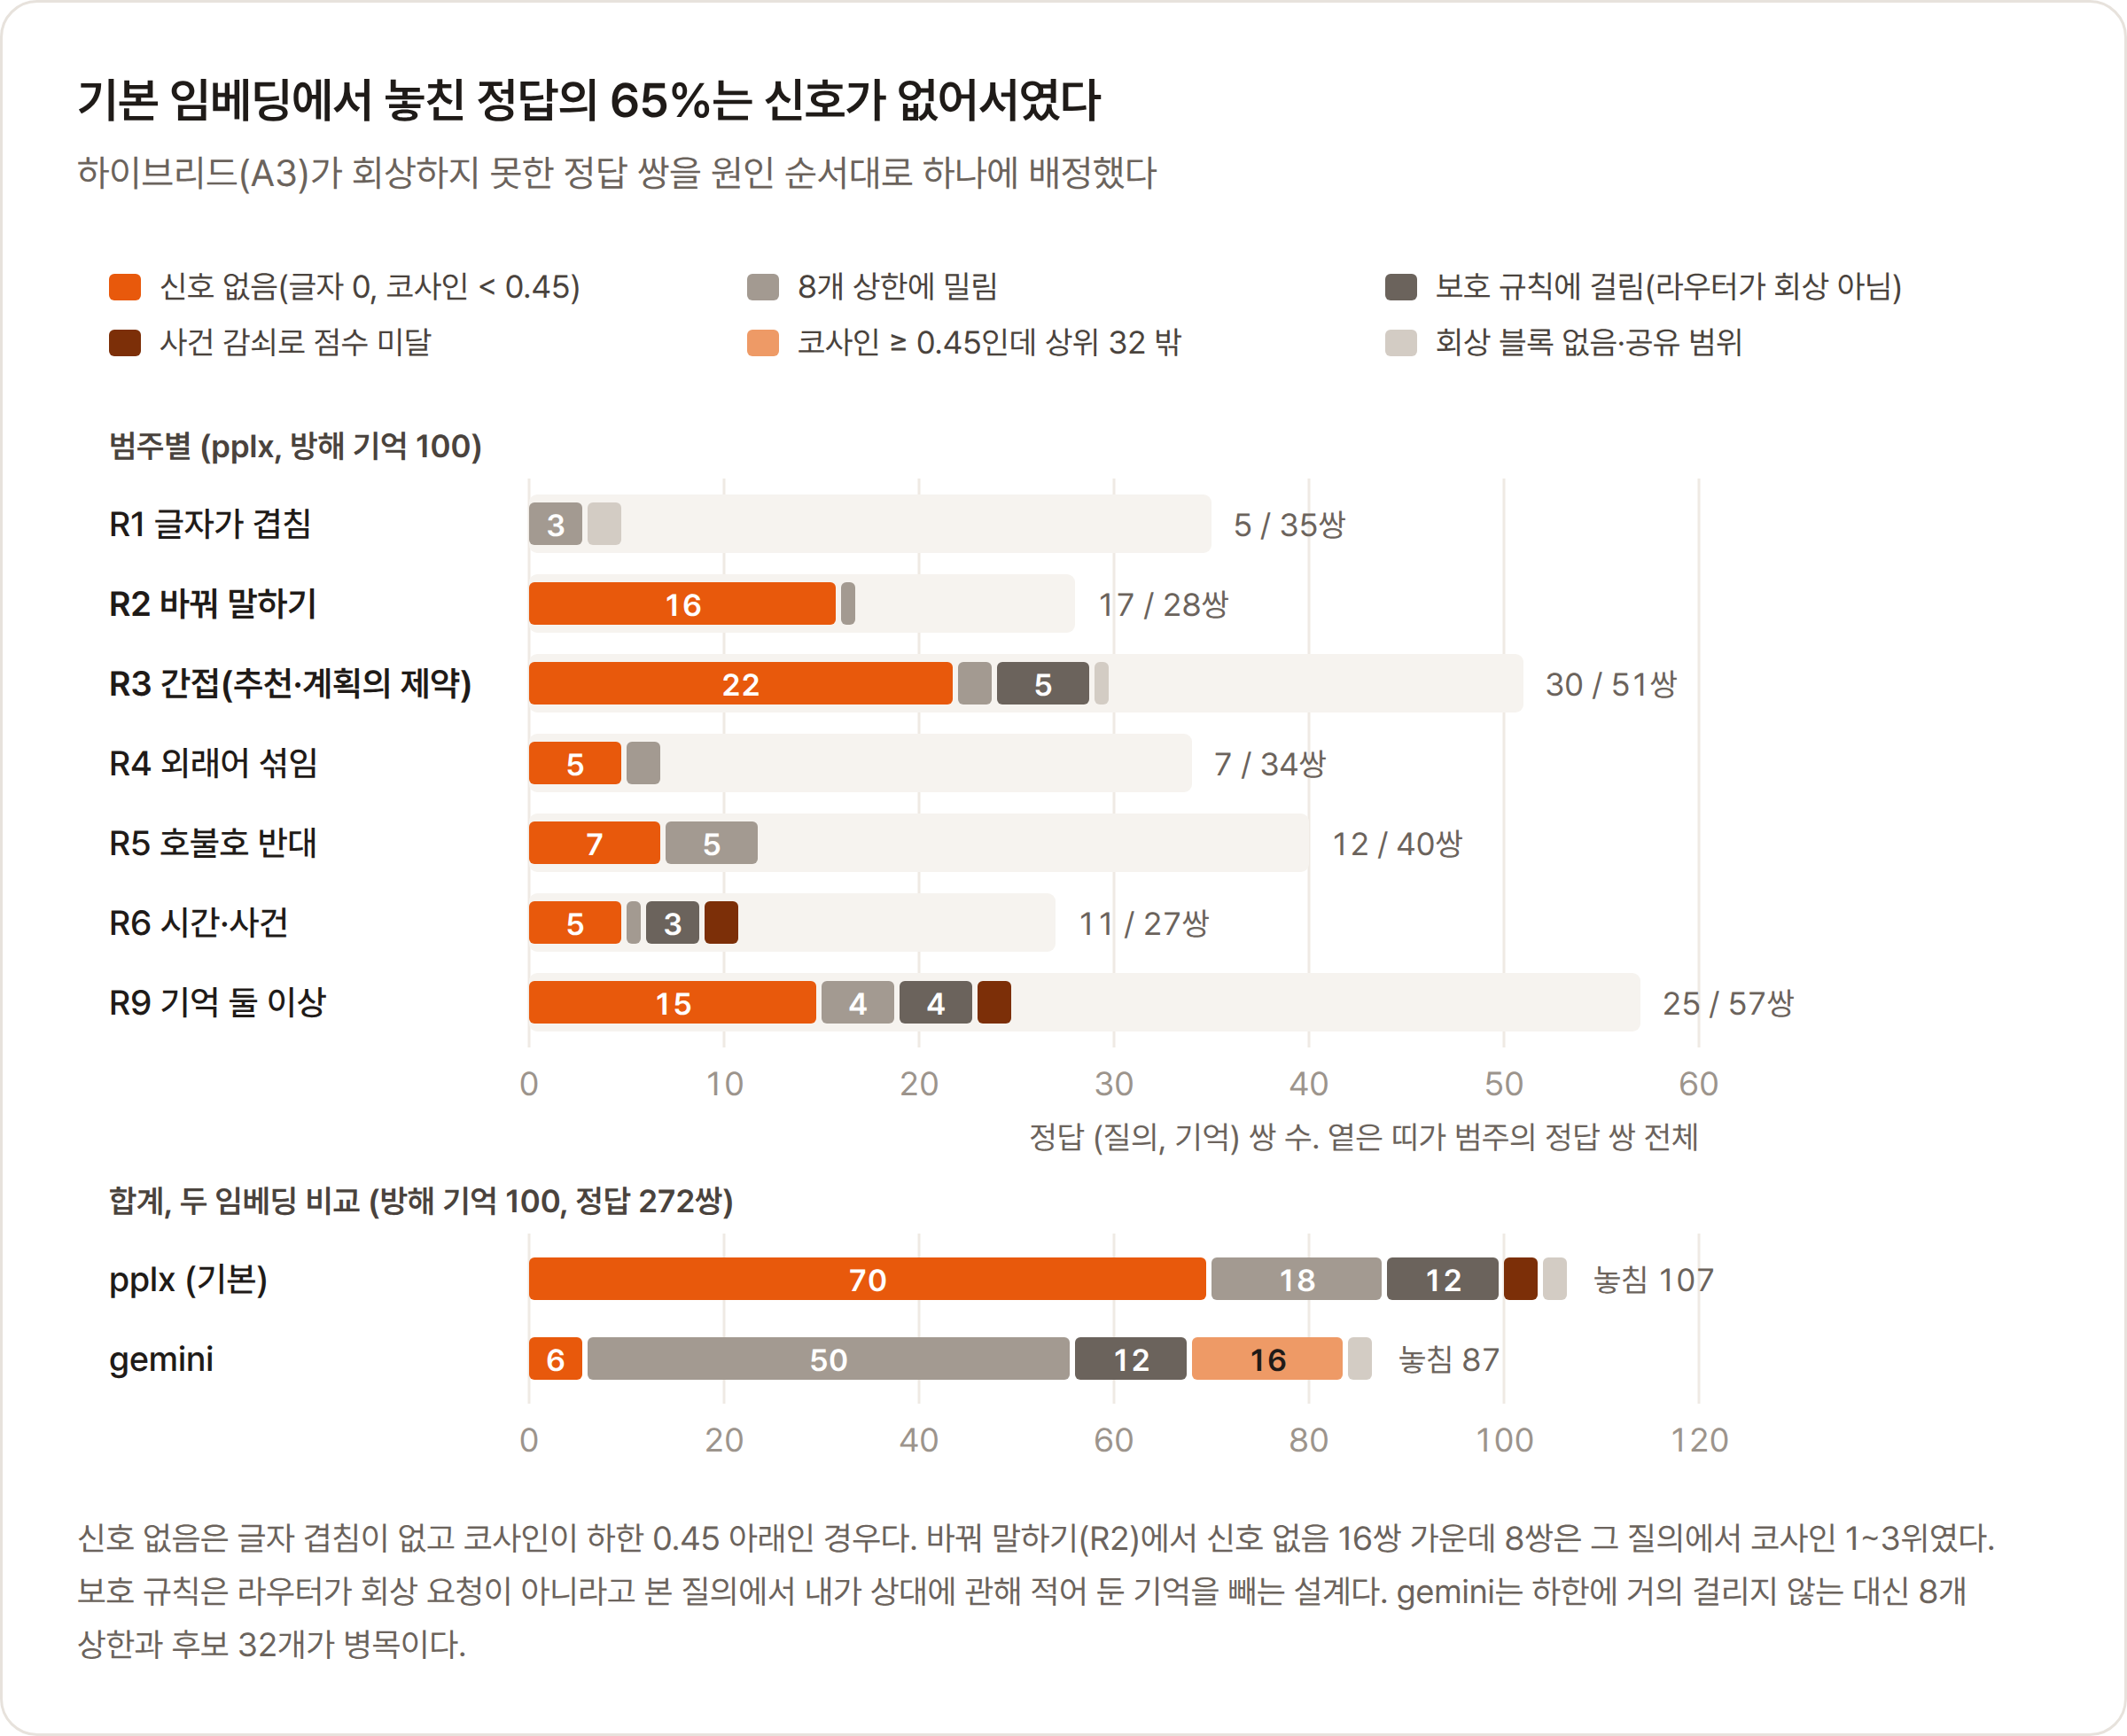 기본 임베딩에서 놓친 정답의 65%는 신호가 없어서였다
하이브리드(A3)가 회상하지 못한 정답 쌍을 원인 순서대로 하나에 배정했다
신호 없음(글자 0, 코사인 < 0.45)
8개 상한에 밀림
보호 규칙에 걸림(라우터가 회상 아님)
사건 감쇠로 점수 미달
코사인 ≥ 0.45인데 상위 32 밖
회상 블록 없음·공유 범위
범주별 (pplx, 방해 기억 100)
R1 글자가 겹침
3
5 / 35쌍
R2 바꿔 말하기
16
17 / 28쌍
R3 간접(추천·계획의 제약)
22
5
30 / 51쌍
R4 외래어 섞임
5
7 / 34쌍
R5 호불호 반대
7
5
12 / 40쌍
R6 시간·사건
5
3
11 / 27쌍
R9 기억 둘 이상
15
4
4
25 / 57쌍
0
10
20
30
40
50
60
정답 (질의, 기억) 쌍 수. 옅은 띠가 범주의 정답 쌍 전체
합계, 두 임베딩 비교 (방해 기억 100, 정답 272쌍)
pplx (기본)
70
18
12
놓침 107
gemini
6
50
12
16
놓침 87
0
20
40
60
80
100
120
신호 없음은 글자 겹침이 없고 코사인이 하한 0.45 아래인 경우다. 바꿔 말하기(R2)에서 신호 없음 16쌍 가운데 8쌍은 그 질의에서 코사인 1~3위였다.
보호 규칙은 라우터가 회상 요청이 아니라고 본 질의에서 내가 상대에 관해 적어 둔 기억을 빼는 설계다. gemini는 하한에 거의 걸리지 않는 대신 8개
상한과 후보 32개가 병목이다.